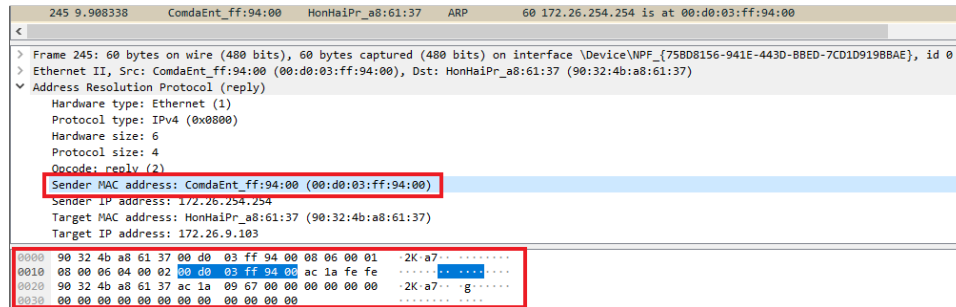 245 9.908338 ComdaEnt_ff:94:00 HonHaiPr_a8:61:37 ARP 60 172.26.254.254 is at 00:d0:03:ff:94:00
Frame 245: 60 bytes on wire (480 bits), 60 bytes captured (480 bits) on interface \Device\NPF_{75BD8156-941E-443D-BBED-7CD1D919BBAE}, id 0
Ethernet II, Src: ComdaEnt_ff:94:00 (00:d0:03:ff:94:00), Dst: HonHaiPr_a8:61:37 (90:32:4b:a8:61:37)
Address Resolution Protocol (reply)
Hardware type: Ethernet (1)
Protocol type: IPv4 (0x0800)
Hardware size: 6
Protocol size: 4
Opcode: reply (2)
Sender MAC address: ComdaEnt_ff:94:00 (00:d0:03:ff:94:00)
Sender IP address: 172.26.254.254
Target MAC address: HonHaiPr_a8:61:37 (90:32:4b:a8:61:37)
Target IP address: 172.26.9.103
0000 90 32 4b a8 61 37 00 d0 03 ff 94 00 08 06 00 01 ·2K·a7·· ········
0010 08 00 06 04 00 02 00 d0 03 ff 94 00 ac 1a fe fe ········ ········
0020 90 32 4b a8 61 37 ac 1a 09 67 00 00 00 00 00 00 ·2K·a7·· ·g······
0030 00 00 00 00 00 00 00 00 00 00 00 00 ········ ····